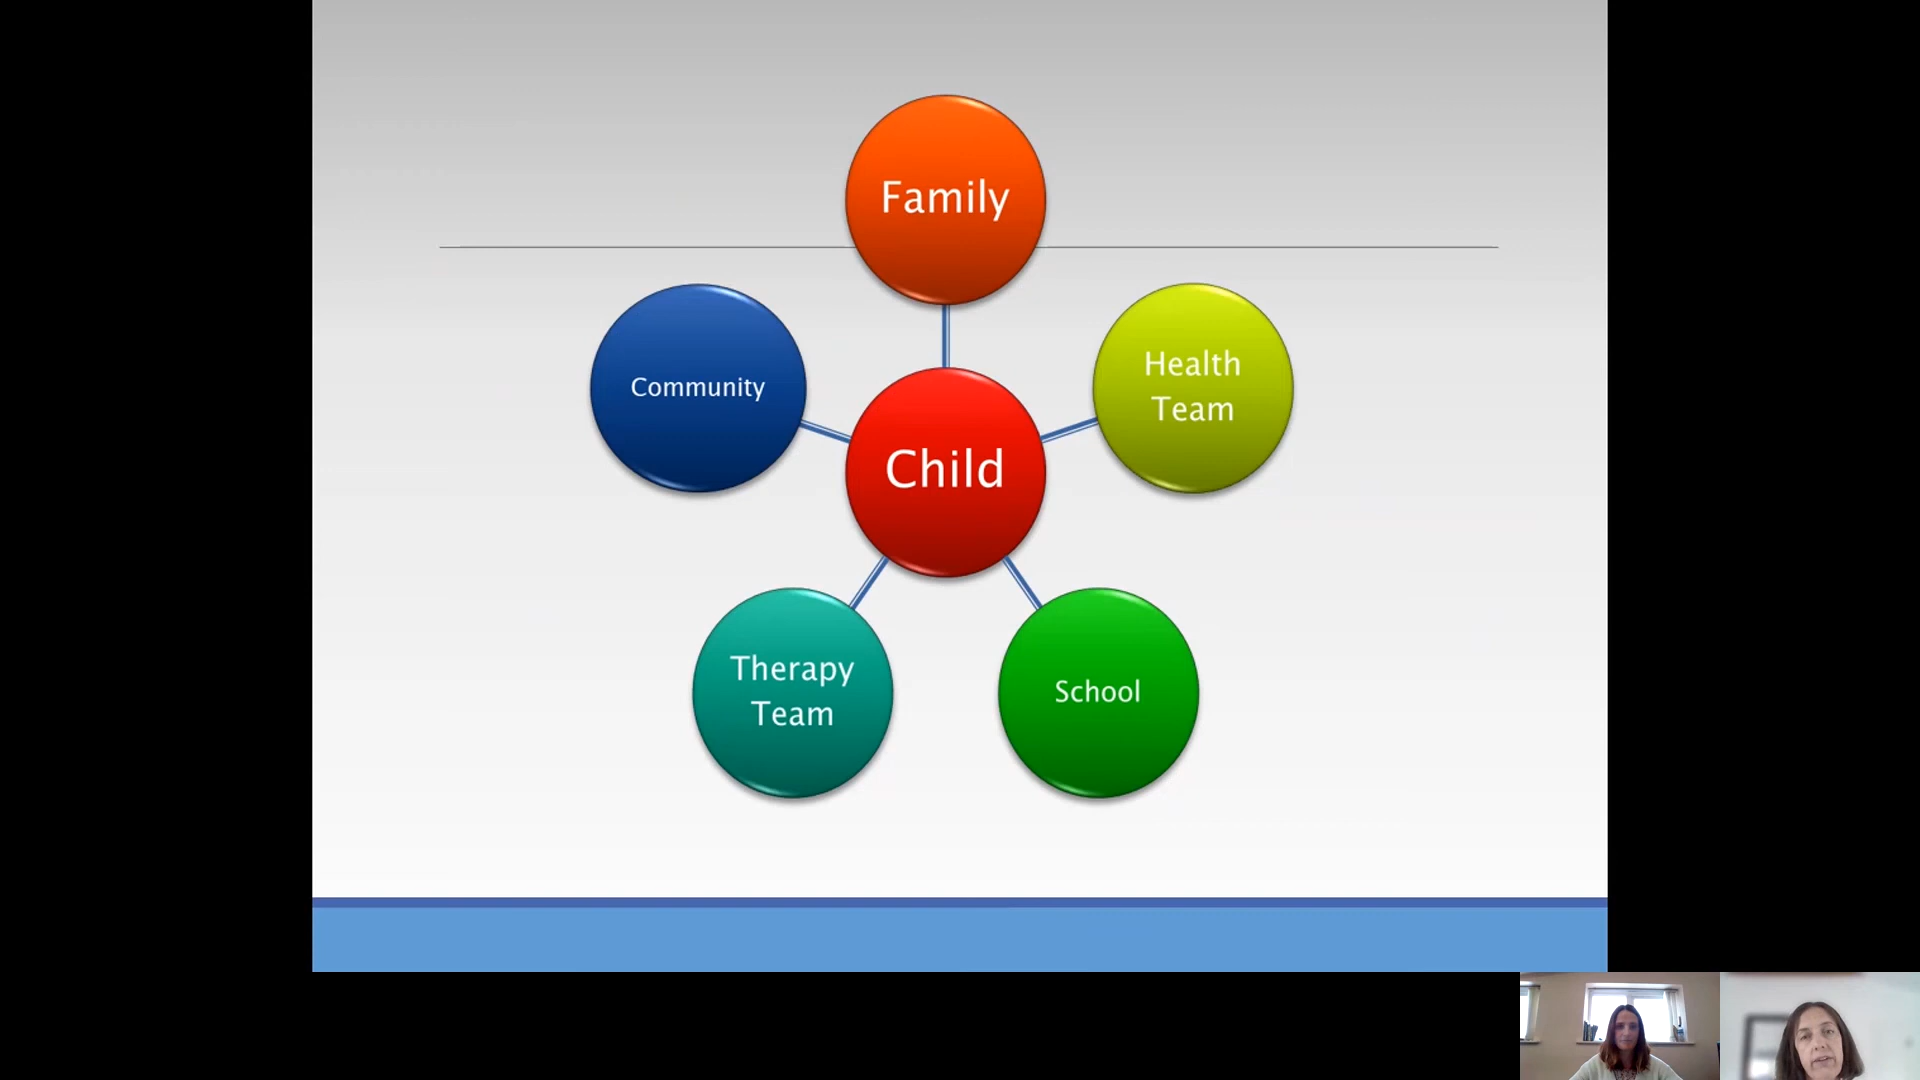 Family
Community
Health
Team
Child
Therapy
Team
School